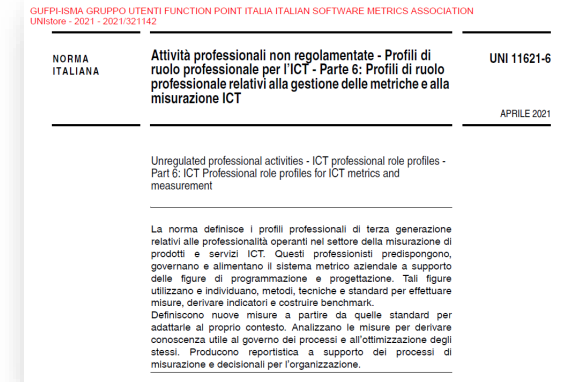 GUFPI-ISMA GRUPPO UTENTI FUNCTION POINT ITALIA ITALIAN SOFTWARE METRICS ASSOCIATION
UNIstore - 2021 - 2021/321142
NORMA
ITALIANA
Attività professionali non regolamentate - Profili di
ruolo professionale per l'ICT - Parte 6: Profili di ruolo
professionale relativi alla gestione delle metriche e alla
misurazione ICT
UNI 11621-6
APRILE 2021
Unregulated professional activities - ICT professional role profiles -
Part 6: ICT Professional role profiles for ICT metrics and
measurement
La norma definisce i profili professionali di terza generazione
relativi alle professionalità operanti nel settore della misurazione di
prodotti e servizi ICT. Questi professionisti predispongono,
governano e alimentano il sistema metrico aziendale a supporto
delle figure di programmazione e progettazione. Tali figure
utilizzano e individuano, metodi, tecniche e standard per effettuare
misure, derivare indicatori e costruire benchmark.
Definiscono nuove misure a partire da quelle standard per
adattarle al proprio contesto. Analizzano le misure per derivare
conoscenza utile al governo dei processi e all'ottimizzazione degli
stessi. Producono reportistica a supporto dei processi di
misurazione e decisionali per l'organizzazione.